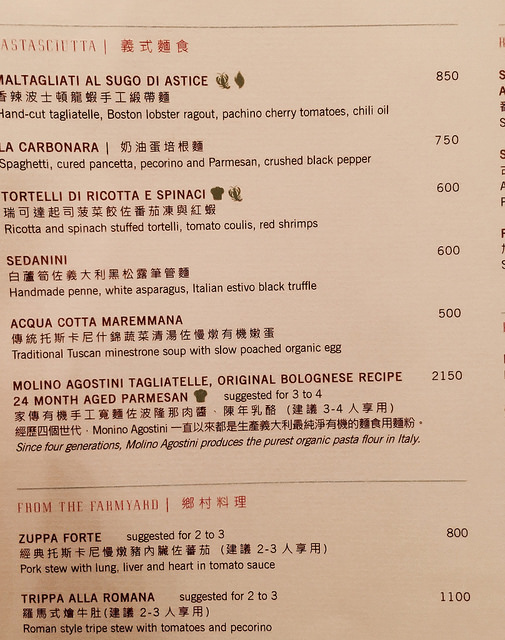 ASTASCIUTTA | 義式麵食
MALTAGLIATI AL SUGO DI ASTICE 850
香辣波士頓龍蝦手工緞帶麵
Hand-cut tagliatelle, Boston lobster ragout, pachino cherry tomatoes, chili oil
LA CARBONARA | 奶油蛋培根麵 750
Spaghetti, cured pancetta, pecorino and Parmesan, crushed black pepper
TORTELLI DI RICOTTA E SPINACI 600
瑞可達起司菠菜餃佐番茄凍與紅蝦
Ricotta and spinach stuffed tortelli, tomato coulis, red shrimps
SEDANINI 600
白蘆筍佐義大利黑松露筆管麵
Handmade penne, white asparagus, Italian estivo black truffle
ACQUA COTTA MAREMMANA 500
傳統托斯卡尼什錦蔬菜清湯佐慢燉有機嫩蛋
Traditional Tuscan minestrone soup with slow poached organic egg
MOLINO AGOSTINI TAGLIATELLE, ORIGINAL BOLOGNESE RECIPE 2150
24 MONTH AGED PARMESAN suggested for 3 to 4
家傳有機手工寬麵佐波隆那肉醬．陳年乳酪 (建議 3-4 人享用)
經歷四個世代，Monino Agostini 一直以來都是生產義大利最純淨有機的麵食用麵粉。
Since four generations, Molino Agostini produces the purest organic pasta flour in Italy.
FROM THE FARMYARD | 鄉村料理
ZUPPA FORTE suggested for 2 to 3 800
經典托斯卡尼慢燉豬內臟佐蕃茄 (建議 2-3 人享用)
Pork stew with lung, liver and heart in tomato sauce
TRIPPA ALLA ROMANA suggested for 2 to 3 1100
羅馬式燴牛肚(建議 2-3 人享用)
Roman style tripe stew with tomatoes and pecorino